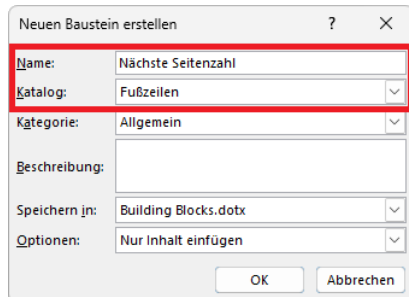 Neuen Baustein erstellen ? ×
Name: Nächste Seitenzahl
Katalog: Fußzeilen
Kategorie: Allgemein
Beschreibung:
Speichern in: Building Blocks.dotx
Optionen: Nur Inhalt einfügen
OK Abbrechen